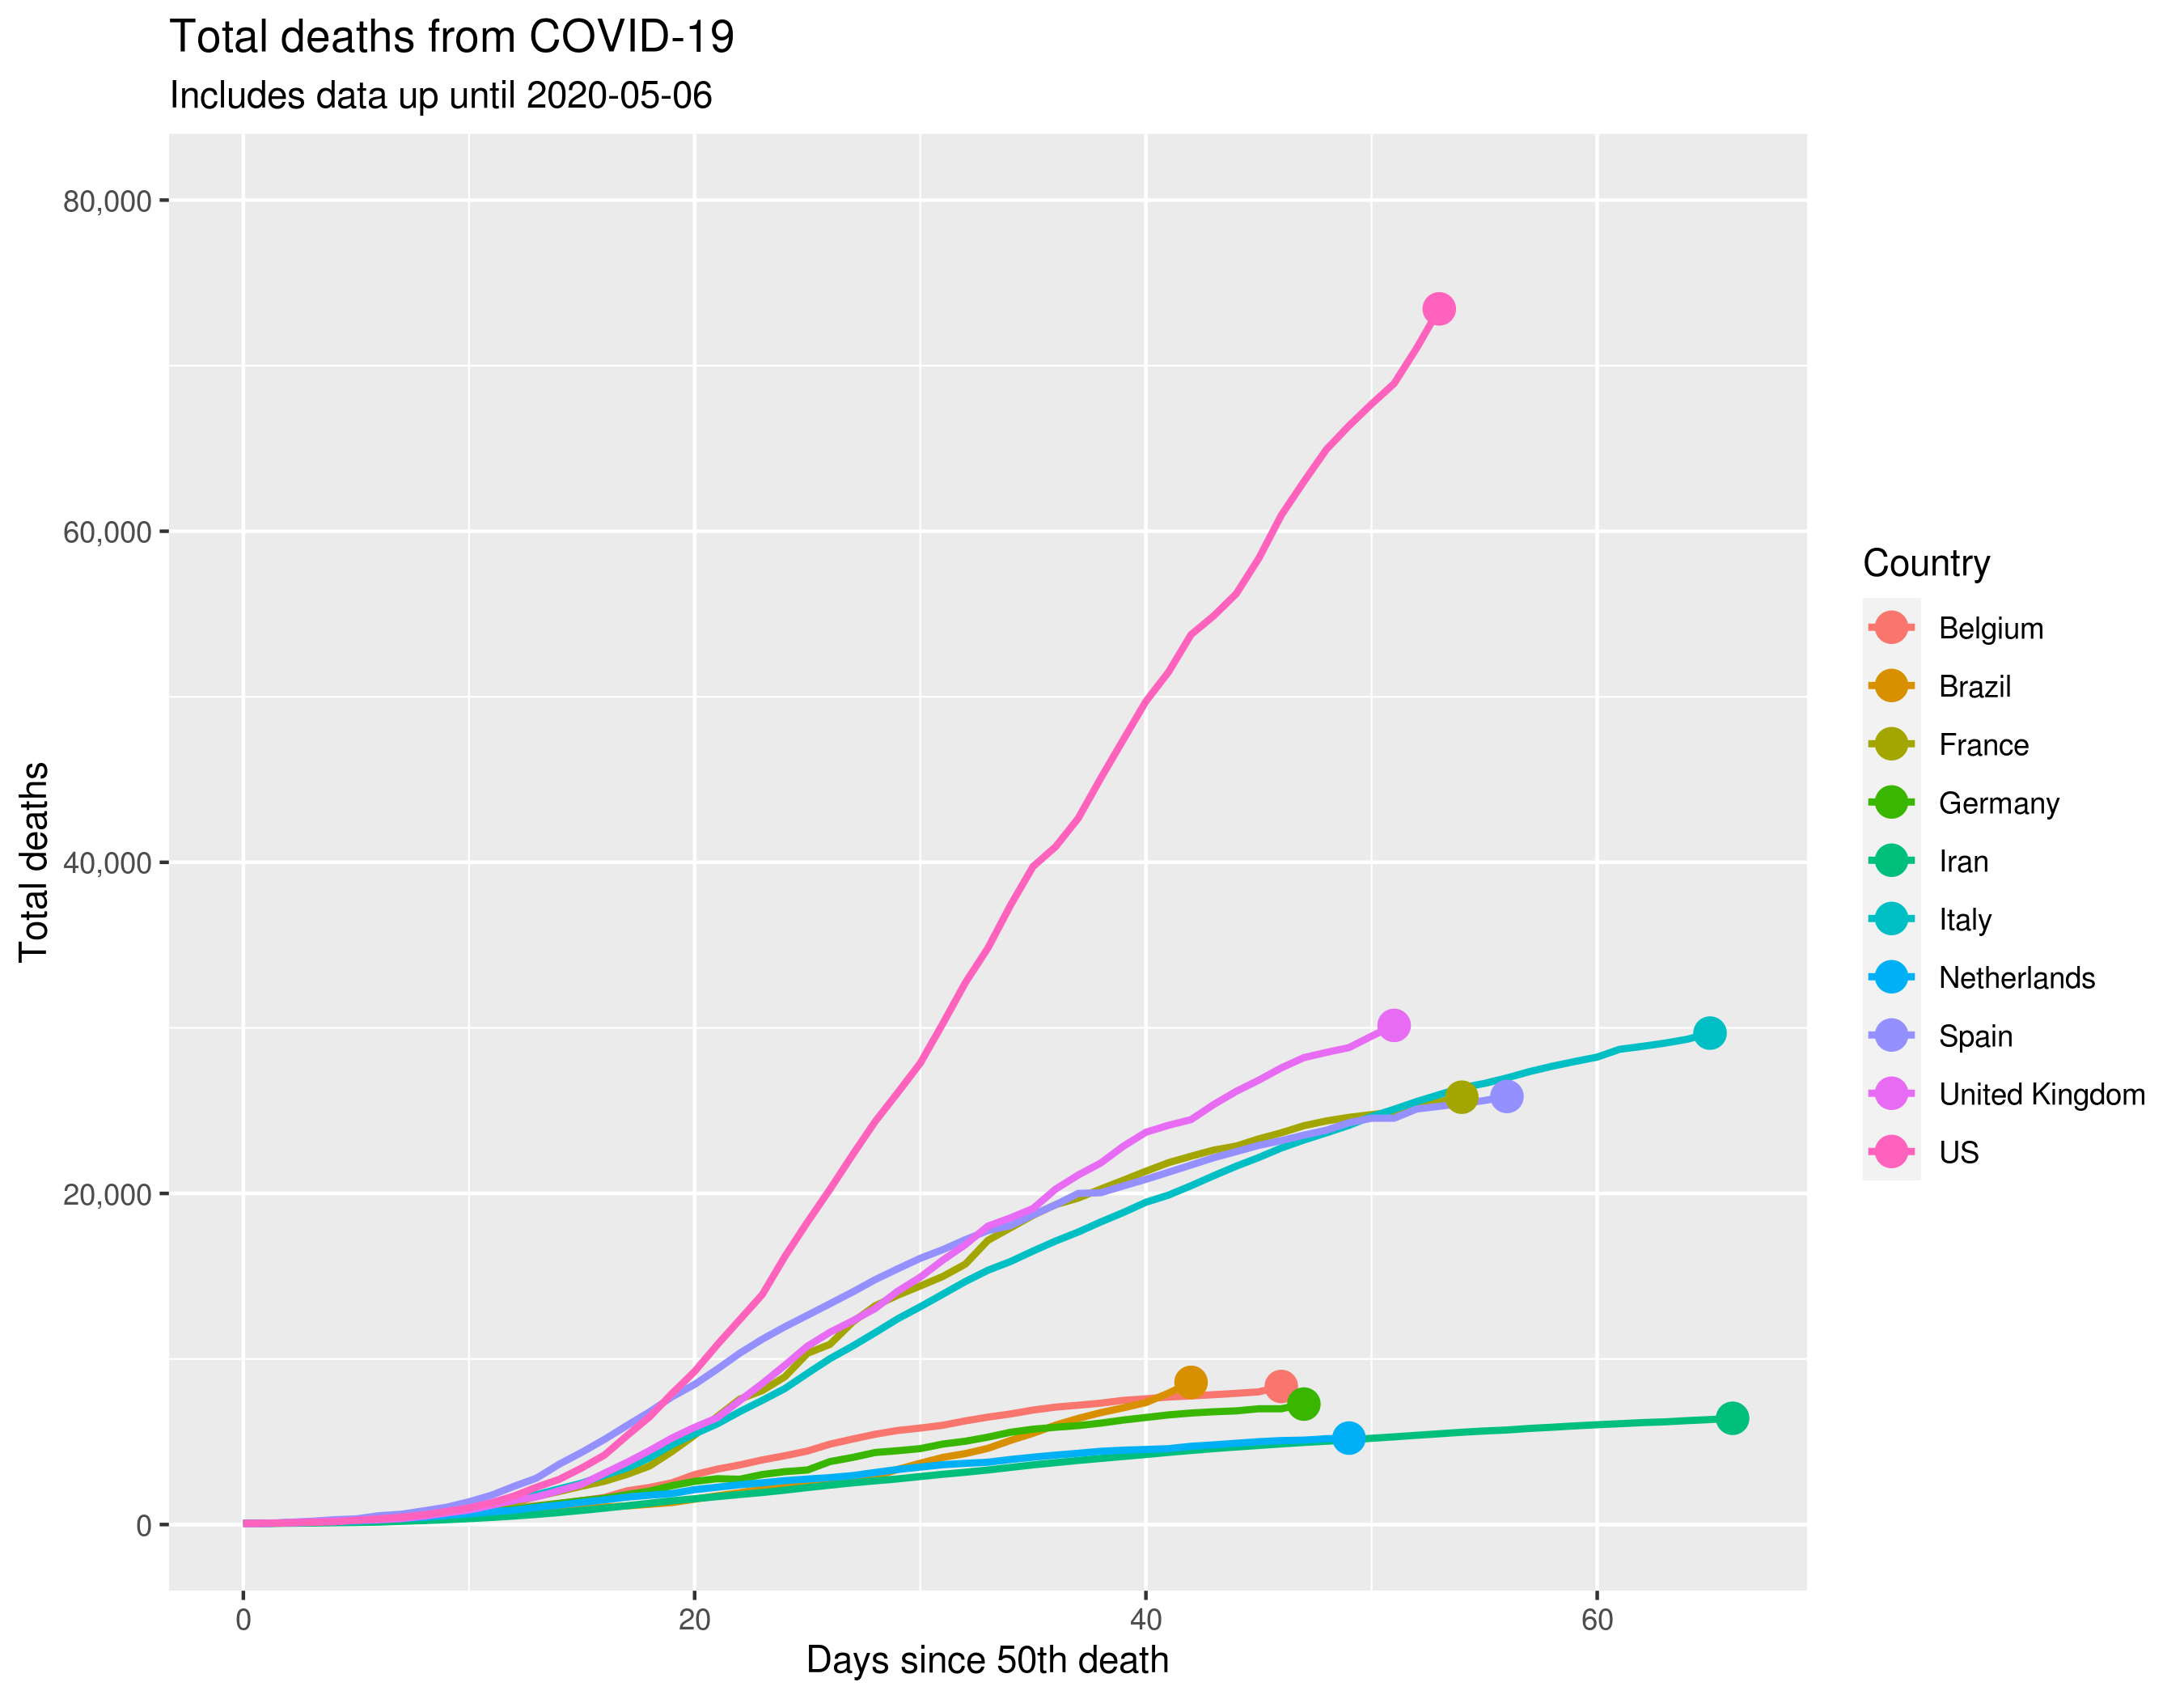 Total deaths from COVID-19
Includes data up until 2020-05-06
80,000
60,000
40,000
20,000
0
Total deaths
0 20 40 60
Days since 50th death
Country
Belgium
Brazil
France
Germany
Iran
Italy
Netherlands
Spain
United Kingdom
US